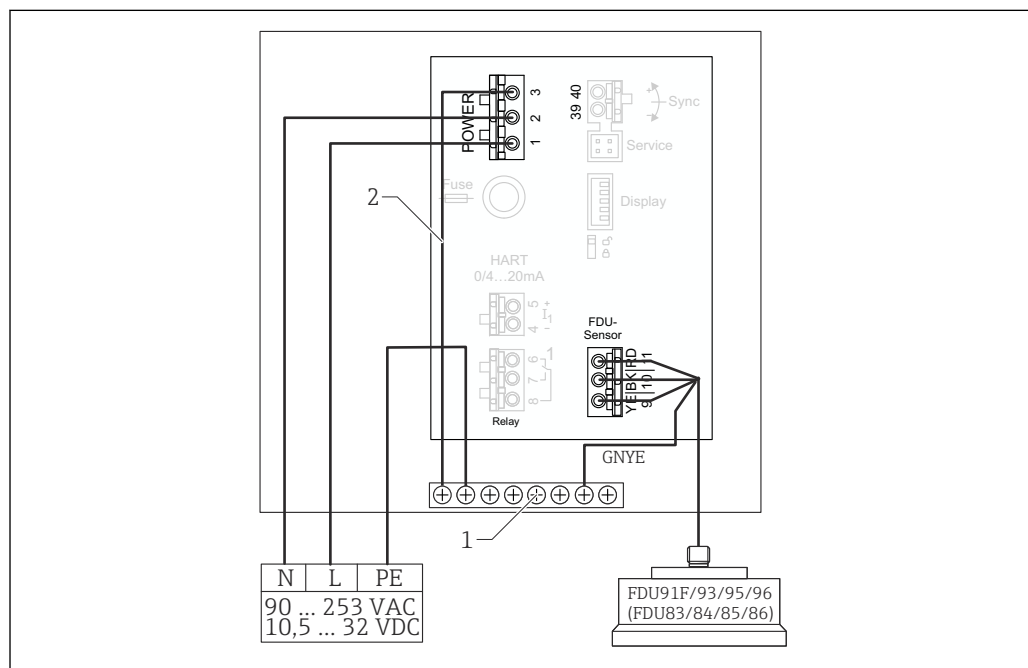 POWER
3
2
1
39 40
+
-
Sync
Service
Fuse
2
Display
HART
0/4...20mA
5 +
I1
4 -
FDU-
Sensor
RD 11
BK 10
YE 9
6
1
7
8
Relay
GNYE
1
N L PE
90 ... 253 VAC
10,5 ... 32 VDC
FDU91F/93/95/96
(FDU83/84/85/86)